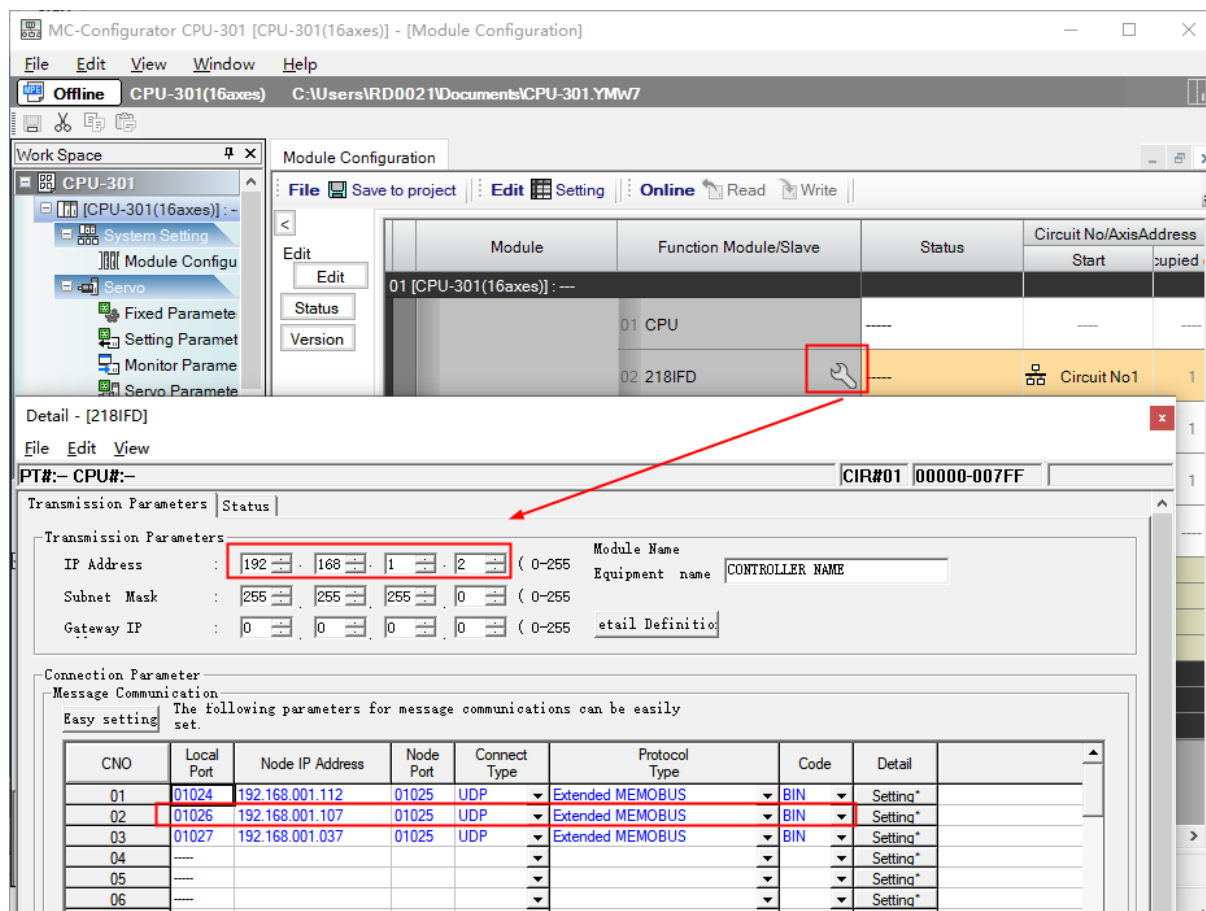 MC-Configurator CPU-301 [CPU-301(16axes)] - [Module Configuration]
File Edit View Window Help
Offline CPU-301(16axes) C:\Users\RD0021\Documents\CPU-301.YMW7
Work Space
Module Configuration
CPU-301
File Save to project Edit Setting Online Read Write
[CPU-301(16axes)] : -
System Setting
Module Configu
Servo
Fixed Paramete
Setting Paramet
Monitor Parame
Servo Paramete
<
Edit
Edit
Status
Version
Module Function Module/Slave Status Circuit No/AxisAddress
Start cupied
01 [CPU-301(16axes)] : ---
01 CPU ----- ---- ----
02 218IFD ----- Circuit No1 1
1
1
----
Detail - [218IFD]
File Edit View
PT#:– CPU#:– CIR#01 00000-007FF
Transmission Parameters Status
Transmission Parameters
IP Address : 192 . 168 . 1 . 2 ( 0-255
Module Name
Equipment name CONTROLLER NAME
Subnet Mask : 255 . 255 . 255 . 0 ( 0-255
Gateway IP : 0 . 0 . 0 . 0 ( 0-255
etail Definitio
Connection Parameter
Message Communication
Easy setting The following parameters for message communications can be easily
set.
CNO Local Port Node IP Address Node Port Connect Type Protocol Type Code Detail
01 01024 192.168.001.112 01025 UDP Extended MEMOBUS BIN Setting*
02 01026 192.168.001.107 01025 UDP Extended MEMOBUS BIN Setting*
03 01027 192.168.001.037 01025 UDP Extended MEMOBUS BIN Setting*
04 ----- Setting*
05 ----- Setting*
06 ----- Setting*